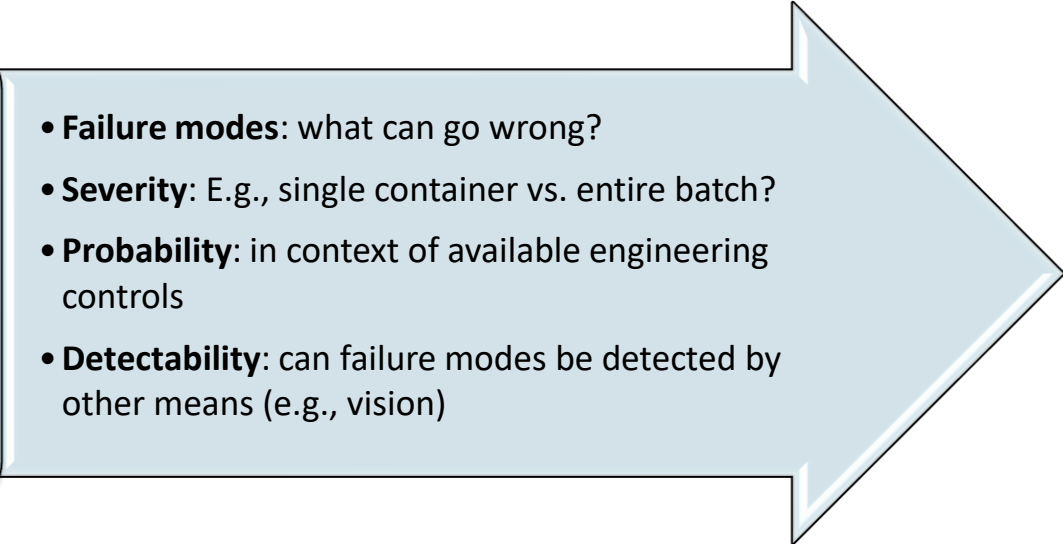 • Failure modes: what can go wrong?
• Severity: E.g., single container vs. entire batch?
• Probability: in context of available engineering
controls
• Detectability: can failure modes be detected by
other means (e.g., vision)